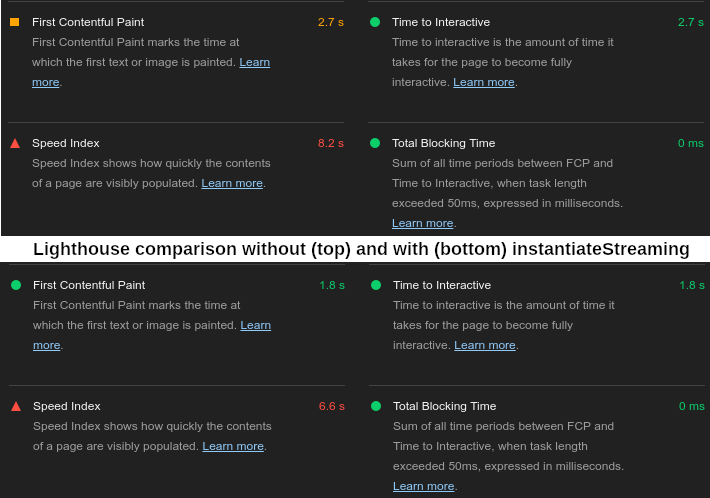 First Contentful Paint 2.7 s
First Contentful Paint marks the time at
which the first text or image is painted. Learn
more.
Time to Interactive 2.7 s
Time to interactive is the amount of time it
takes for the page to become fully
interactive. Learn more.
Speed Index 8.2 s
Speed Index shows how quickly the contents
of a page are visibly populated. Learn more.
Total Blocking Time 0 ms
Sum of all time periods between FCP and
Time to Interactive, when task length
exceeded 50ms, expressed in milliseconds.
Learn more.
Lighthouse comparison without (top) and with (bottom) instantiateStreaming
First Contentful Paint 1.8 s
First Contentful Paint marks the time at
which the first text or image is painted. Learn
more.
Time to Interactive 1.8 s
Time to interactive is the amount of time it
takes for the page to become fully
interactive. Learn more.
Speed Index 6.6 s
Speed Index shows how quickly the contents
of a page are visibly populated. Learn more.
Total Blocking Time 0 ms
Sum of all time periods between FCP and
Time to Interactive, when task length
exceeded 50ms, expressed in milliseconds.
Learn more.